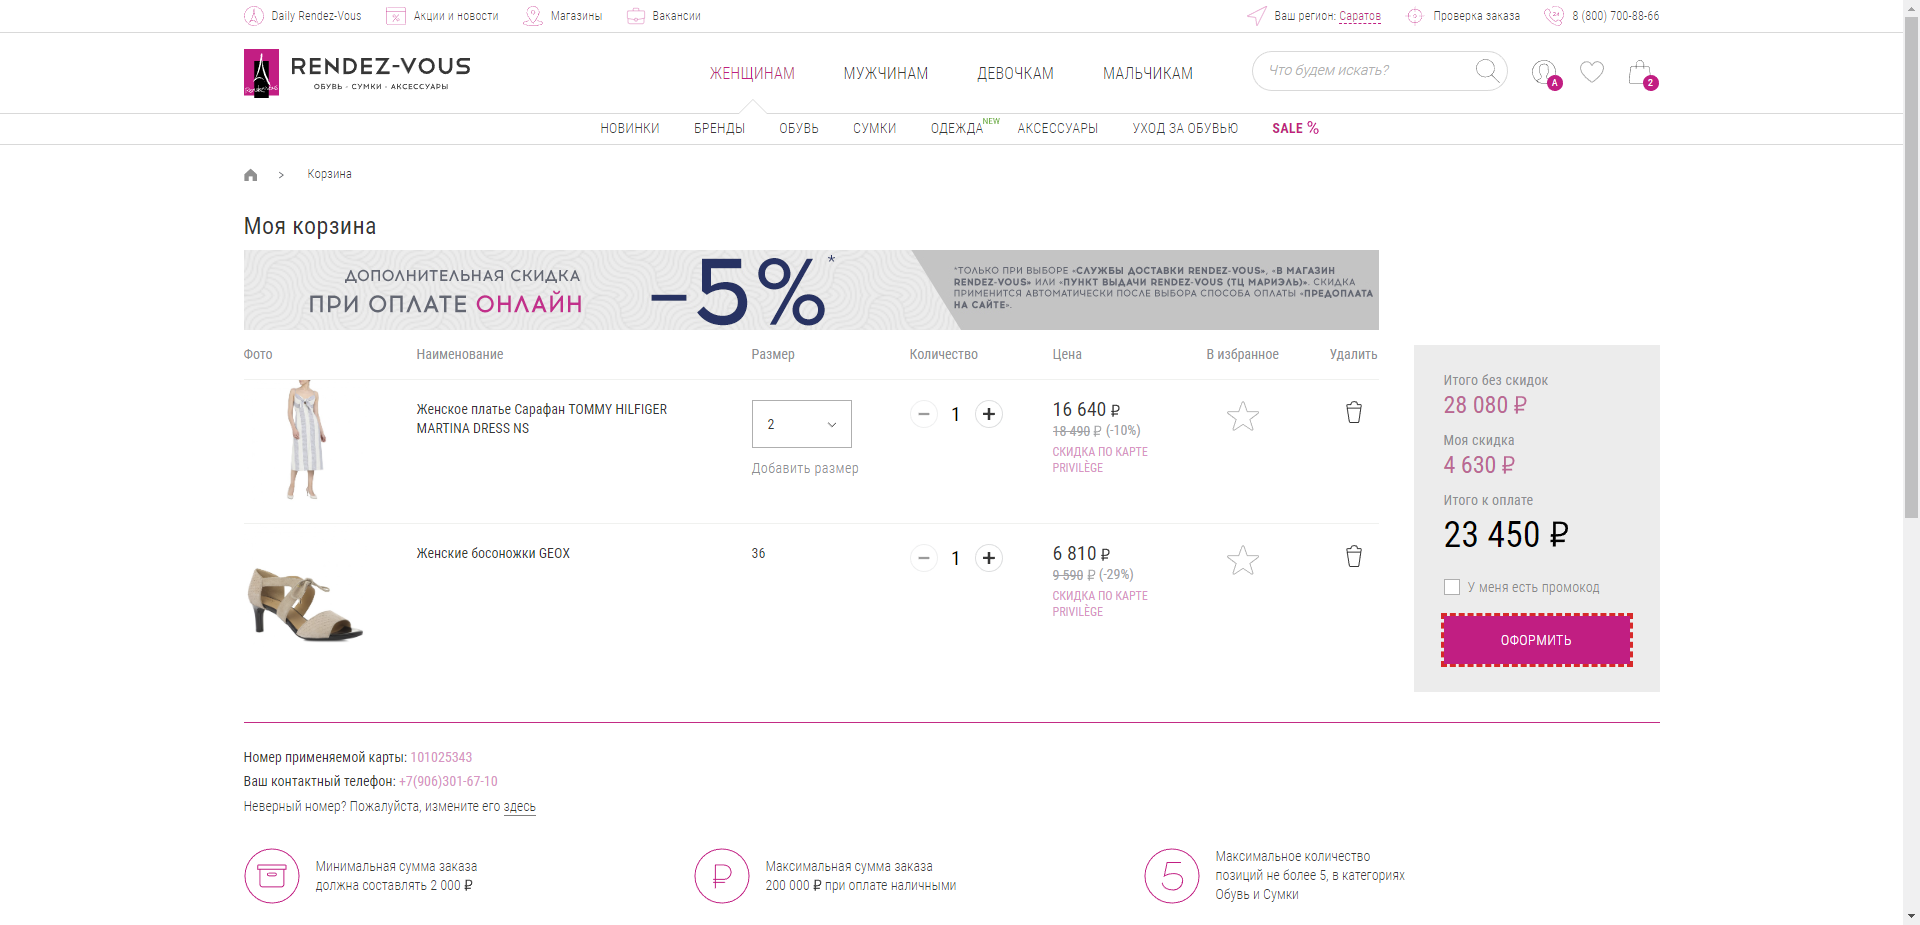 Daily Rendez-Vous
Акции и новости
Магазины
Вакансии
Ваш регион: Саратов
Проверка заказа
8 (800) 700-88-66
RENDEZ-VOUS
ОБУВЬ · СУМКИ · АКСЕССУАРЫ
ЖЕНЩИНАМ
МУЖЧИНАМ
ДЕВОЧКАМ
МАЛЬЧИКАМ
Что будем искать?
A
2
НОВИНКИ
БРЕНДЫ
ОБУВЬ
СУМКИ
ОДЕЖДА NEW
АКСЕССУАРЫ
УХОД ЗА ОБУВЬЮ
SALE %
> Корзина
Моя корзина
ДОПОЛНИТЕЛЬНАЯ СКИДКА
ПРИ ОПЛАТЕ ОНЛАЙН
–5%*
*ТОЛЬКО ПРИ ВЫБОРЕ «СЛУЖБЫ ДОСТАВКИ RENDEZ-VOUS», «В МАГАЗИН
RENDEZ-VOUS» ИЛИ «ПУНКТ ВЫДАЧИ RENDEZ-VOUS (ТЦ МАРИЭЛЬ)». СКИДКА
ПРИМЕНИТСЯ АВТОМАТИЧЕСКИ ПОСЛЕ ВЫБОРА СПОСОБА ОПЛАТЫ «ПРЕДОПЛАТА
НА САЙТЕ».
Фото
Наименование
Размер
Количество
Цена
В избранное
Удалить
Женское платье Сарафан TOMMY HILFIGER
MARTINA DRESS NS
2
Добавить размер
1
16 640 ₽
18 490 ₽ (-10%)
СКИДКА ПО КАРТЕ
PRIVILÈGE
Женские босоножки GEOX
36
1
6 810 ₽
9 590 ₽ (-29%)
СКИДКА ПО КАРТЕ
PRIVILÈGE
Итого без скидок
28 080 ₽
Моя скидка
4 630 ₽
Итого к оплате
23 450 ₽
У меня есть промокод
ОФОРМИТЬ
Номер применяемой карты: 101025343
Ваш контактный телефон: +7(906)301-67-10
Неверный номер? Пожалуйста, измените его здесь
Минимальная сумма заказа
должна составлять 2 000 ₽
₽
Максимальная сумма заказа
200 000 ₽ при оплате наличными
5
Максимальное количество
позиций не более 5, в категориях
Обувь и Сумки